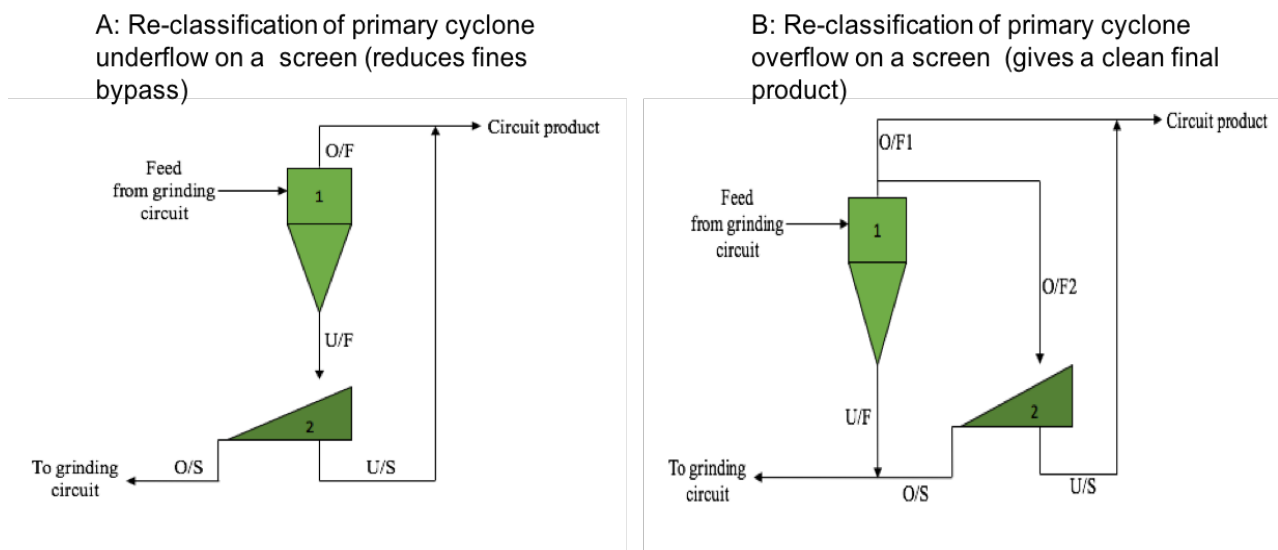 A: Re-classification of primary cyclone
underflow on a  screen (reduces fines
bypass)
Circuit product
O/F
Feed
from grinding
circuit
1
U/F
2
To grinding
circuit
O/S
U/S
B: Re-classification of primary cyclone
overflow on a screen  (gives a clean final
product)
Circuit product
O/F1
Feed
from grinding
circuit
1
O/F2
U/F
2
To grinding
circuit
O/S
U/S